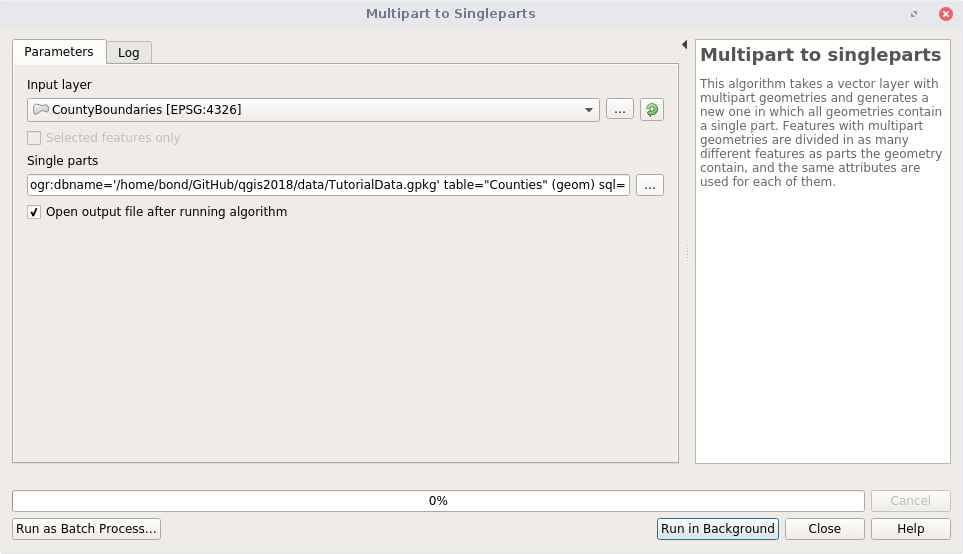 Multipart to Singleparts
Parameters
Log
Input layer
CountyBoundaries [EPSG:4326]
...
Selected features only
Single parts
ogr:dbname='/home/bond/GitHub/qgis2018/data/TutorialData.gpkg' table="Counties" (geom) sql=
...
Open output file after running algorithm
Multipart to singleparts
This algorithm takes a vector layer with
multipart geometries and generates a
new one in which all geometries contain
a single part. Features with multipart
geometries are divided in as many
different features as parts the geometry
contain, and the same attributes are
used for each of them.
0%
Cancel
Run as Batch Process...
Run in Background
Close
Help